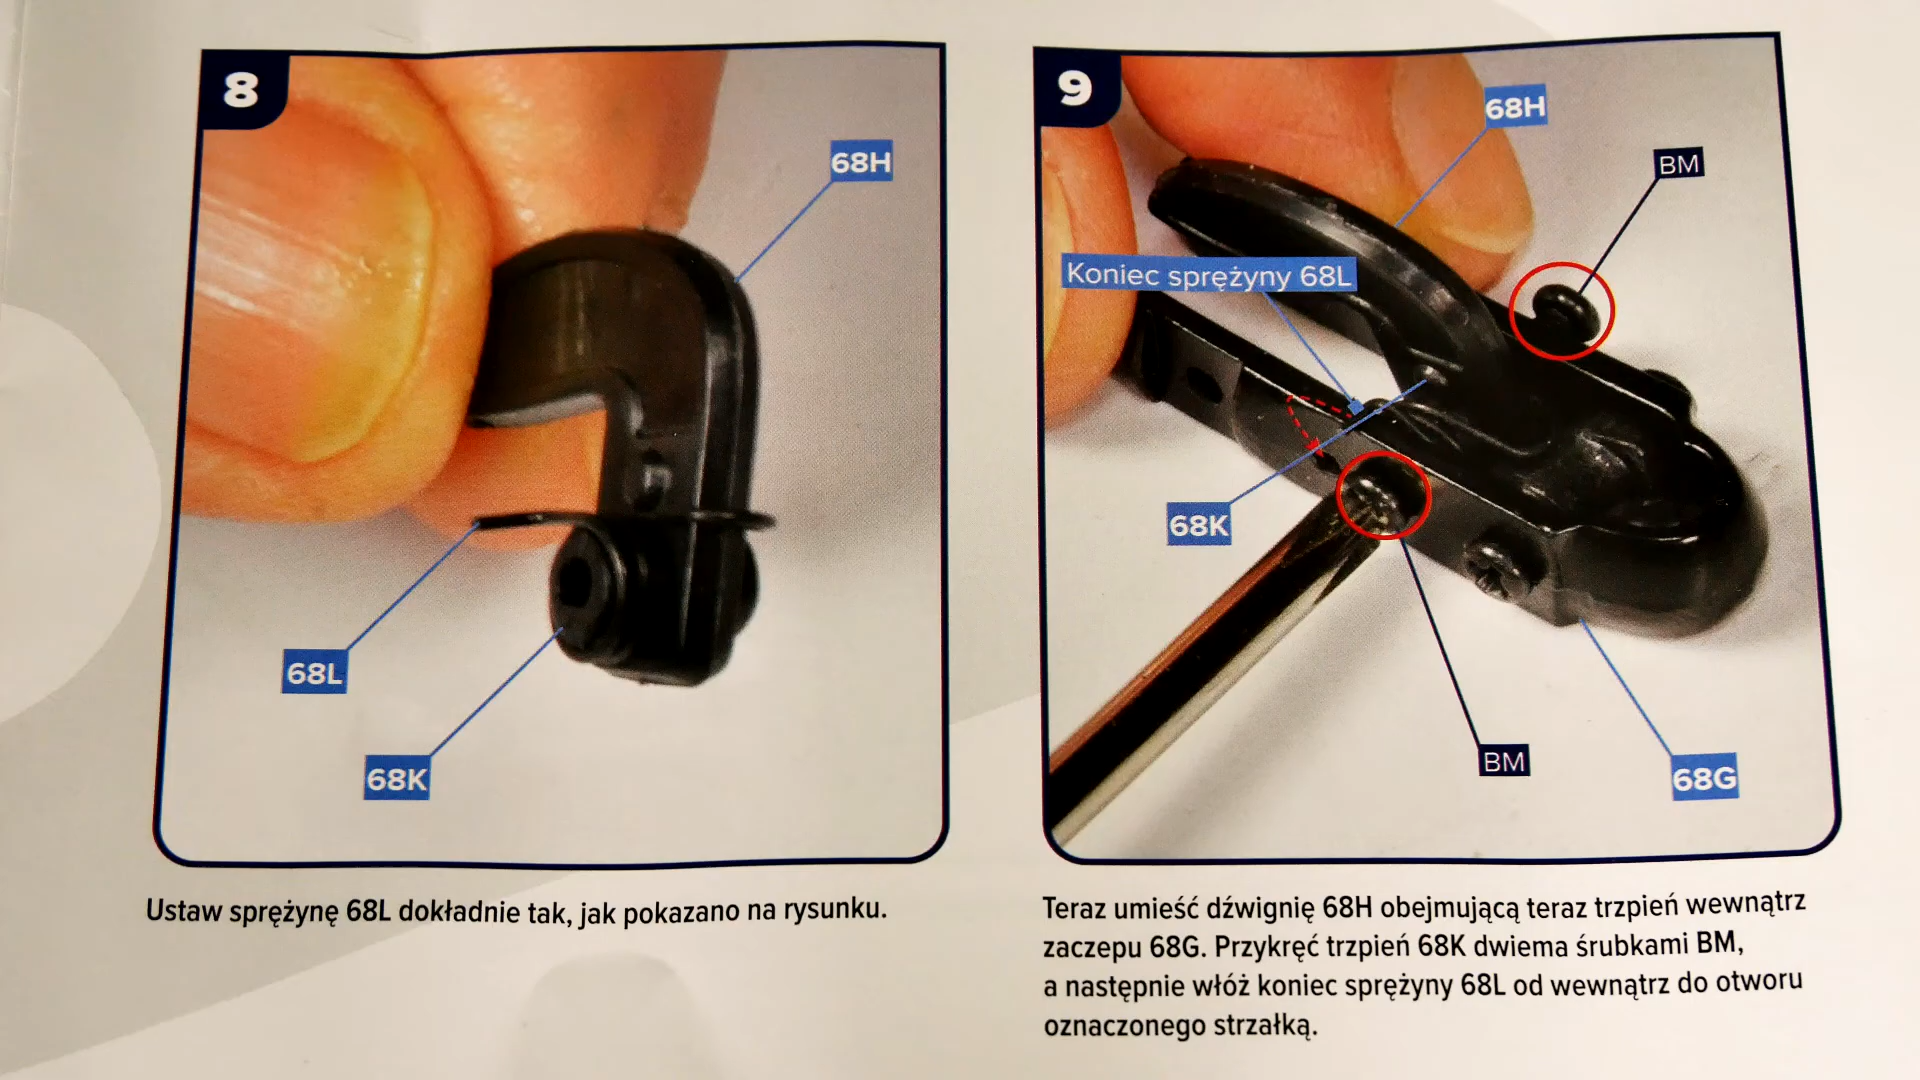 8
68H
68L
68K
Ustaw sprężynę 68L dokładnie tak, jak pokazano na rysunku.
9
68H
BM
Koniec sprężyny 68L
68K
BM
68G
Teraz umieść dźwignię 68H obejmującą teraz trzpień wewnątrz
zaczepu 68G. Przykręć trzpień 68K dwiema śrubkami BM,
a następnie włóż koniec sprężyny 68L od wewnątrz do otworu
oznaczonego strzałką.